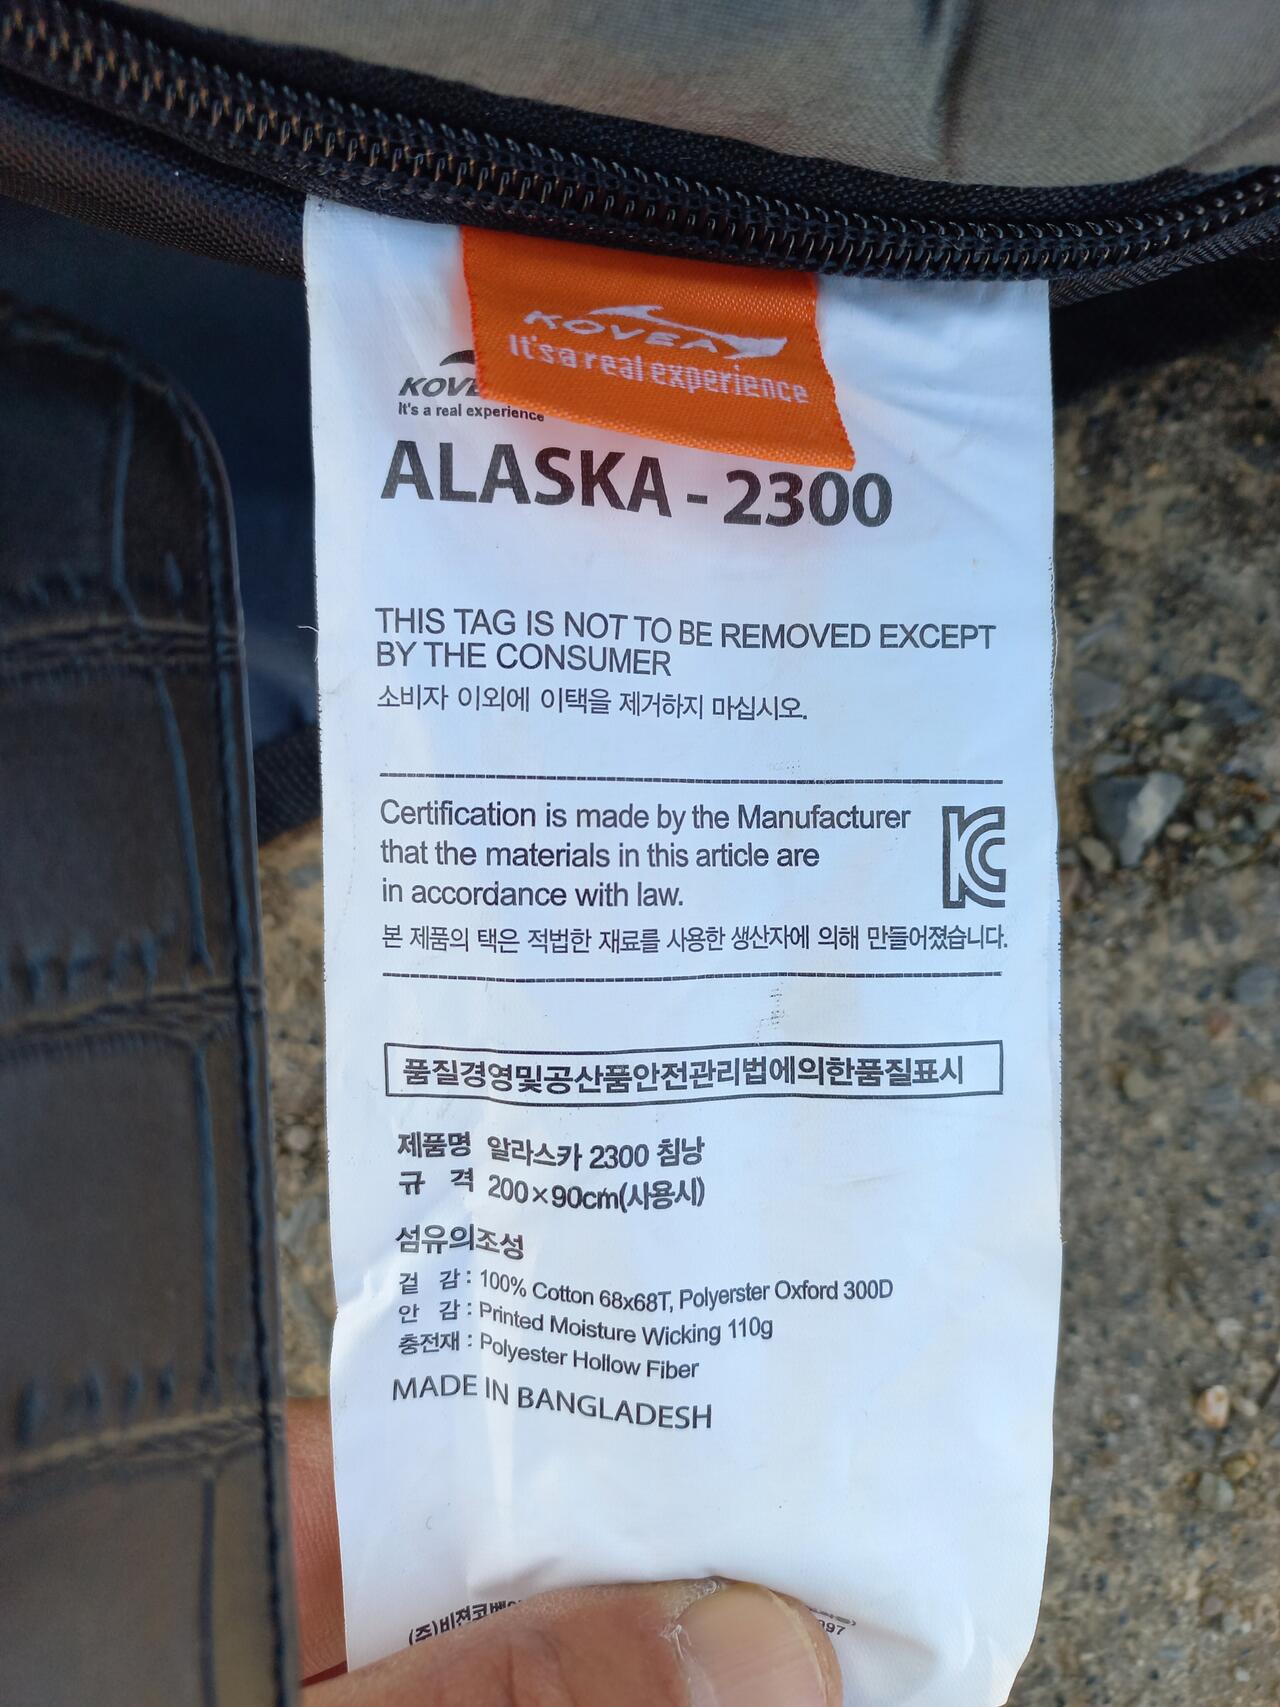 KOVEA
It's a real experience
It's a real experience
ALASKA - 2300
THIS TAG IS NOT TO BE REMOVED EXCEPT
BY THE CONSUMER
소비자 이외에 이택을 제거하지 마십시오.
Certification is made by the Manufacturer
that the materials in this article are
in accordance with law.
본 제품의 택은 적법한 재료를 사용한 생산자에 의해 만들어졌습니다.
품질경영및공산품안전관리법에의한품질표시
제품명 알라스카 2300 침낭
규 격 200×90cm(사용시)
섬유의조성
겉 감 : 100% Cotton 68x68T, Polyerster Oxford 300D
안 감 : Printed Moisture Wicking 110g
충전재 : Polyester Hollow Fiber
MADE IN BANGLADESH